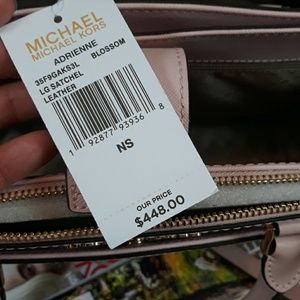 MICHAEL
MICHAEL KORS
ADRIENNE
35F9GAKS3L BLOSSOM
LG SATCHEL
LEATHER
1 92877 93936 8
NS
OUR PRICE
$448.00